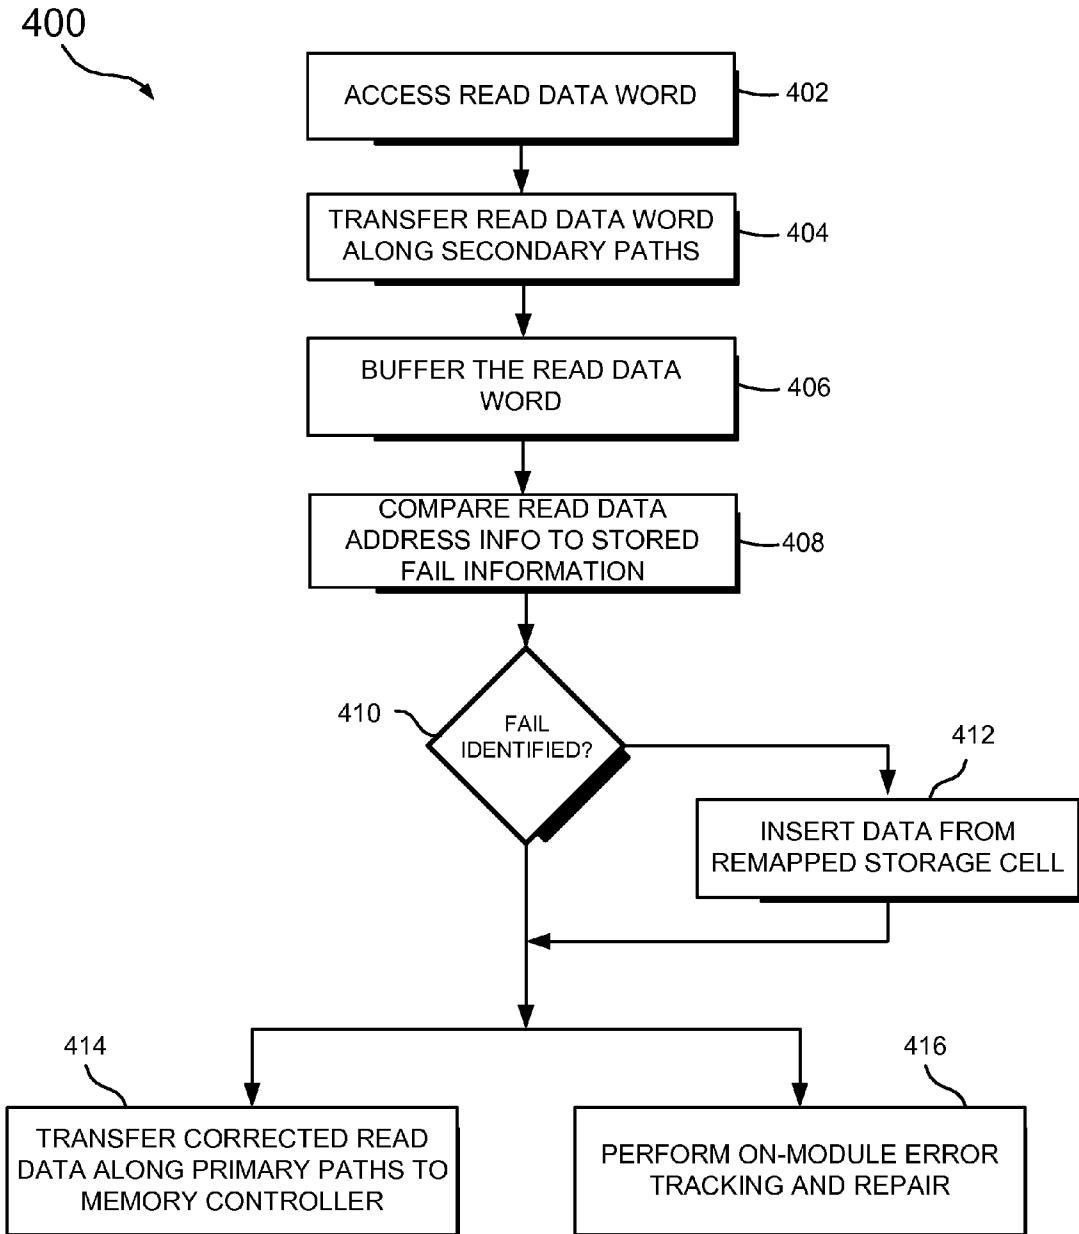 400
ACCESS READ DATA WORD
402
TRANSFER READ DATA WORD
ALONG SECONDARY PATHS
404
BUFFER THE READ DATA
WORD
406
COMPARE READ DATA
ADDRESS INFO TO STORED
FAIL INFORMATION
408
410
FAIL
IDENTIFIED?
412
INSERT DATA FROM
REMAPPED STORAGE CELL
414
TRANSFER CORRECTED READ
DATA ALONG PRIMARY PATHS TO
MEMORY CONTROLLER
416
PERFORM ON-MODULE ERROR
TRACKING AND REPAIR